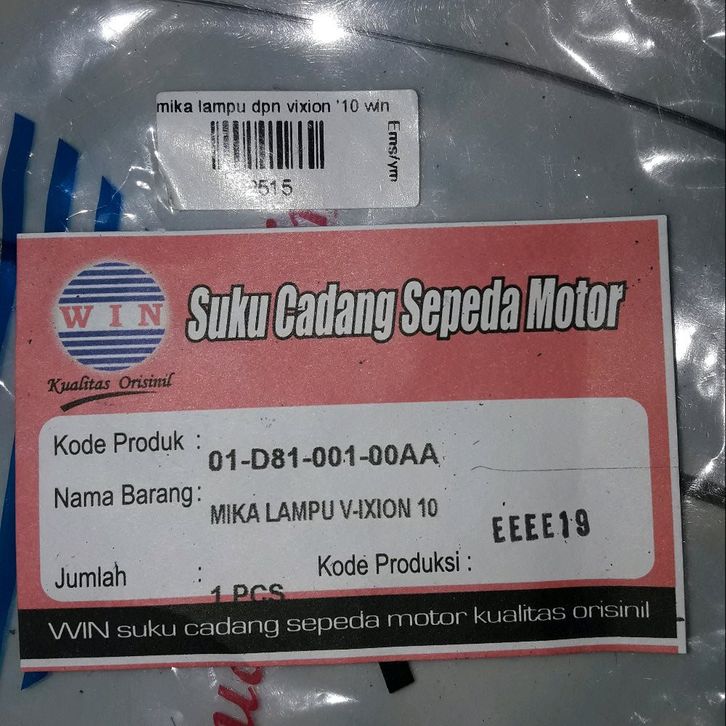 mika lampu dpn vixion '10 win
Ems/ym
2515
WIN
Kualitas Orisinil
Suku Cadang Sepeda Motor
Kode Produk : 01-D81-001-00AA
Nama Barang : MIKA LAMPU V-IXION 10
Jumlah : 1 PCS
Kode Produksi : EEEE19
WIN suku cadang sepeda motor kualitas orisinil